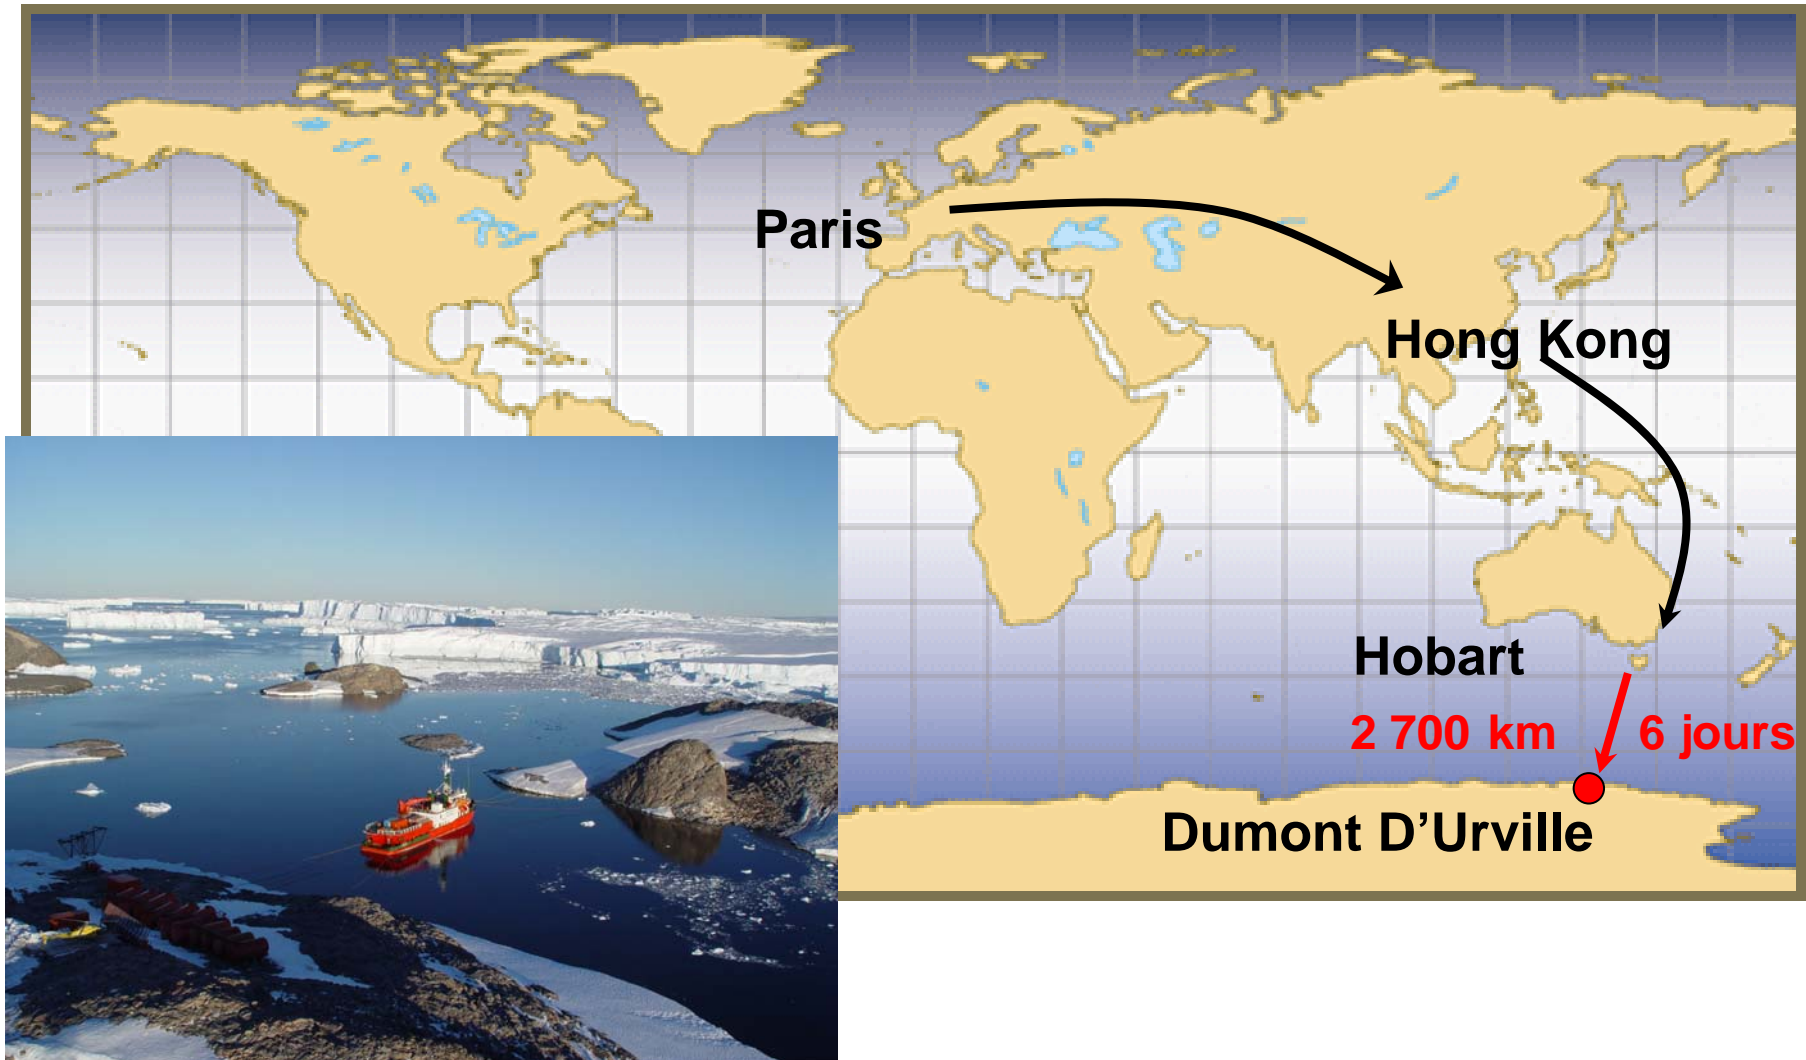 Paris
Hong Kong
Hobart
2 700 km 6 jours
Dumont D’Urville